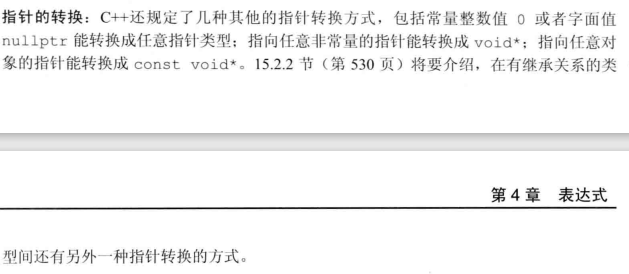 指针的转换：C++还规定了几种其他的指针转换方式，包括常量整数值 0 或者字面值
nullptr 能转换成任意指针类型；指向任意非常量的指针能转换成 void*；指向任意对
象的指针能转换成 const void*。15.2.2 节（第 530 页）将要介绍，在有继承关系的类
第 4 章 表达式
型间还有另外一种指针转换的方式。